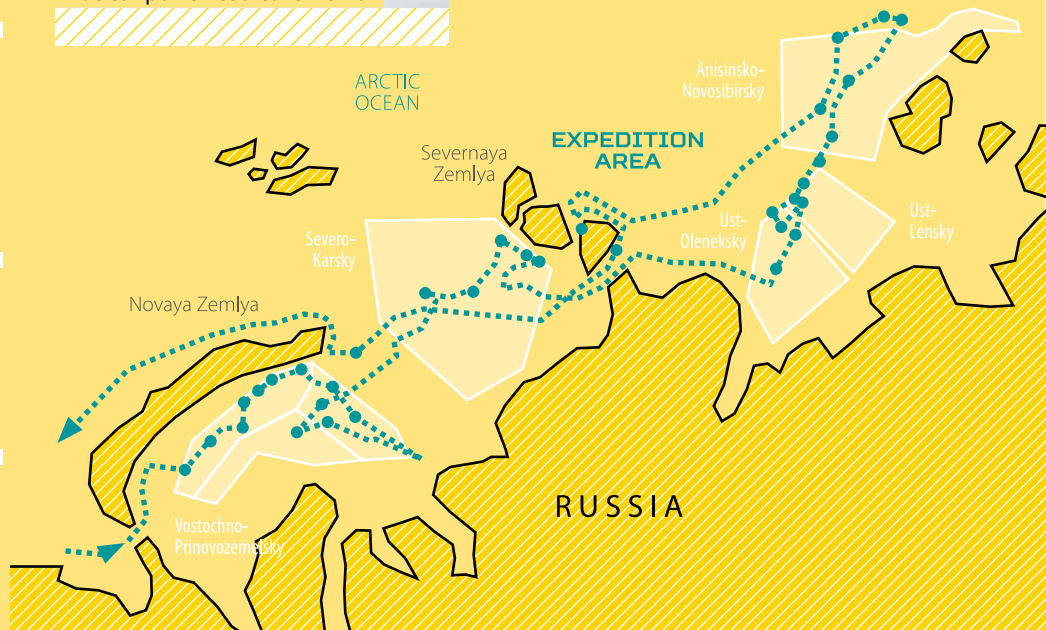 ARCTIC
OCEAN
Anisinsko-
Novosibirsky
EXPEDITION
AREA
Severnaya
Zemlya
Ust-
Lensky
Ust-
Oleneksky
Severo-
Karsky
Novaya Zemlya
RUSSIA
Vostochno-
Prinovozemelsky